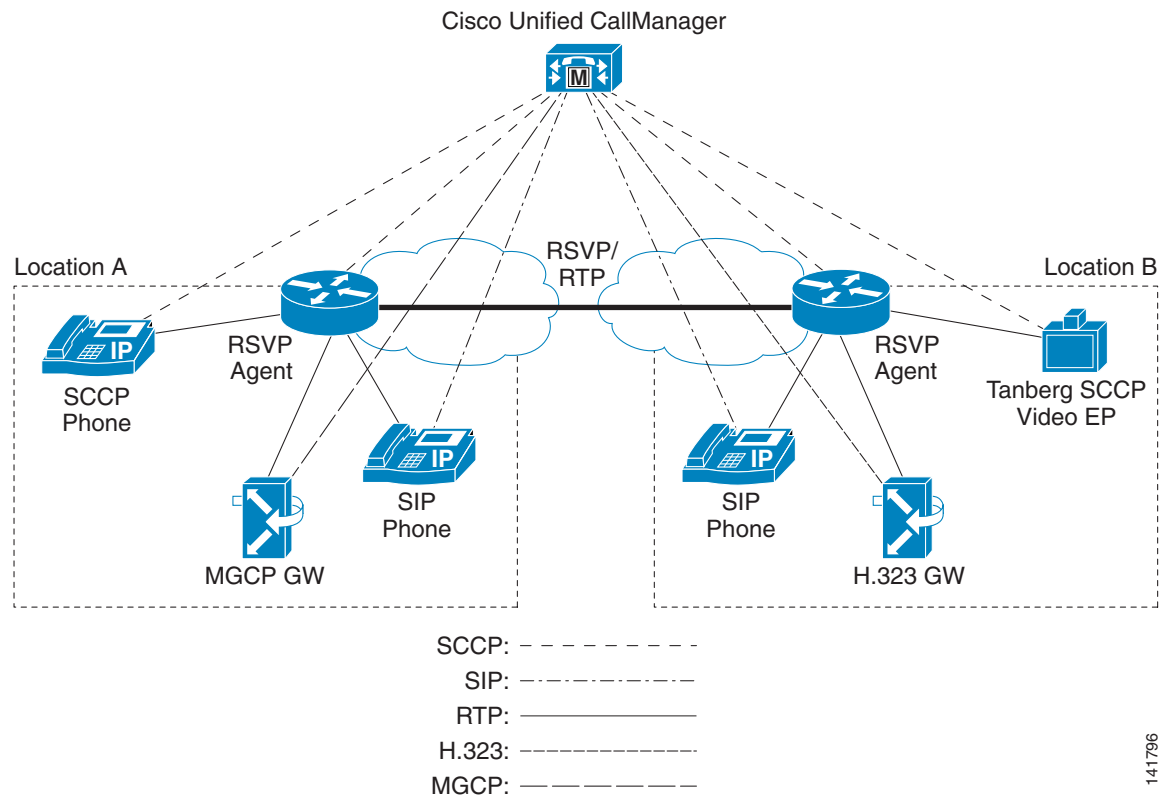 Cisco Unified CallManager
M
RSVP/
RTP
Location A
Location B
IP
RSVP
Agent
RSVP
Agent
SCCP
Phone
Tanberg SCCP
Video EP
IP
IP
SIP
Phone
SIP
Phone
MGCP GW
H.323 GW
SCCP:
SIP:
RTP:
H.323:
MGCP:
141796